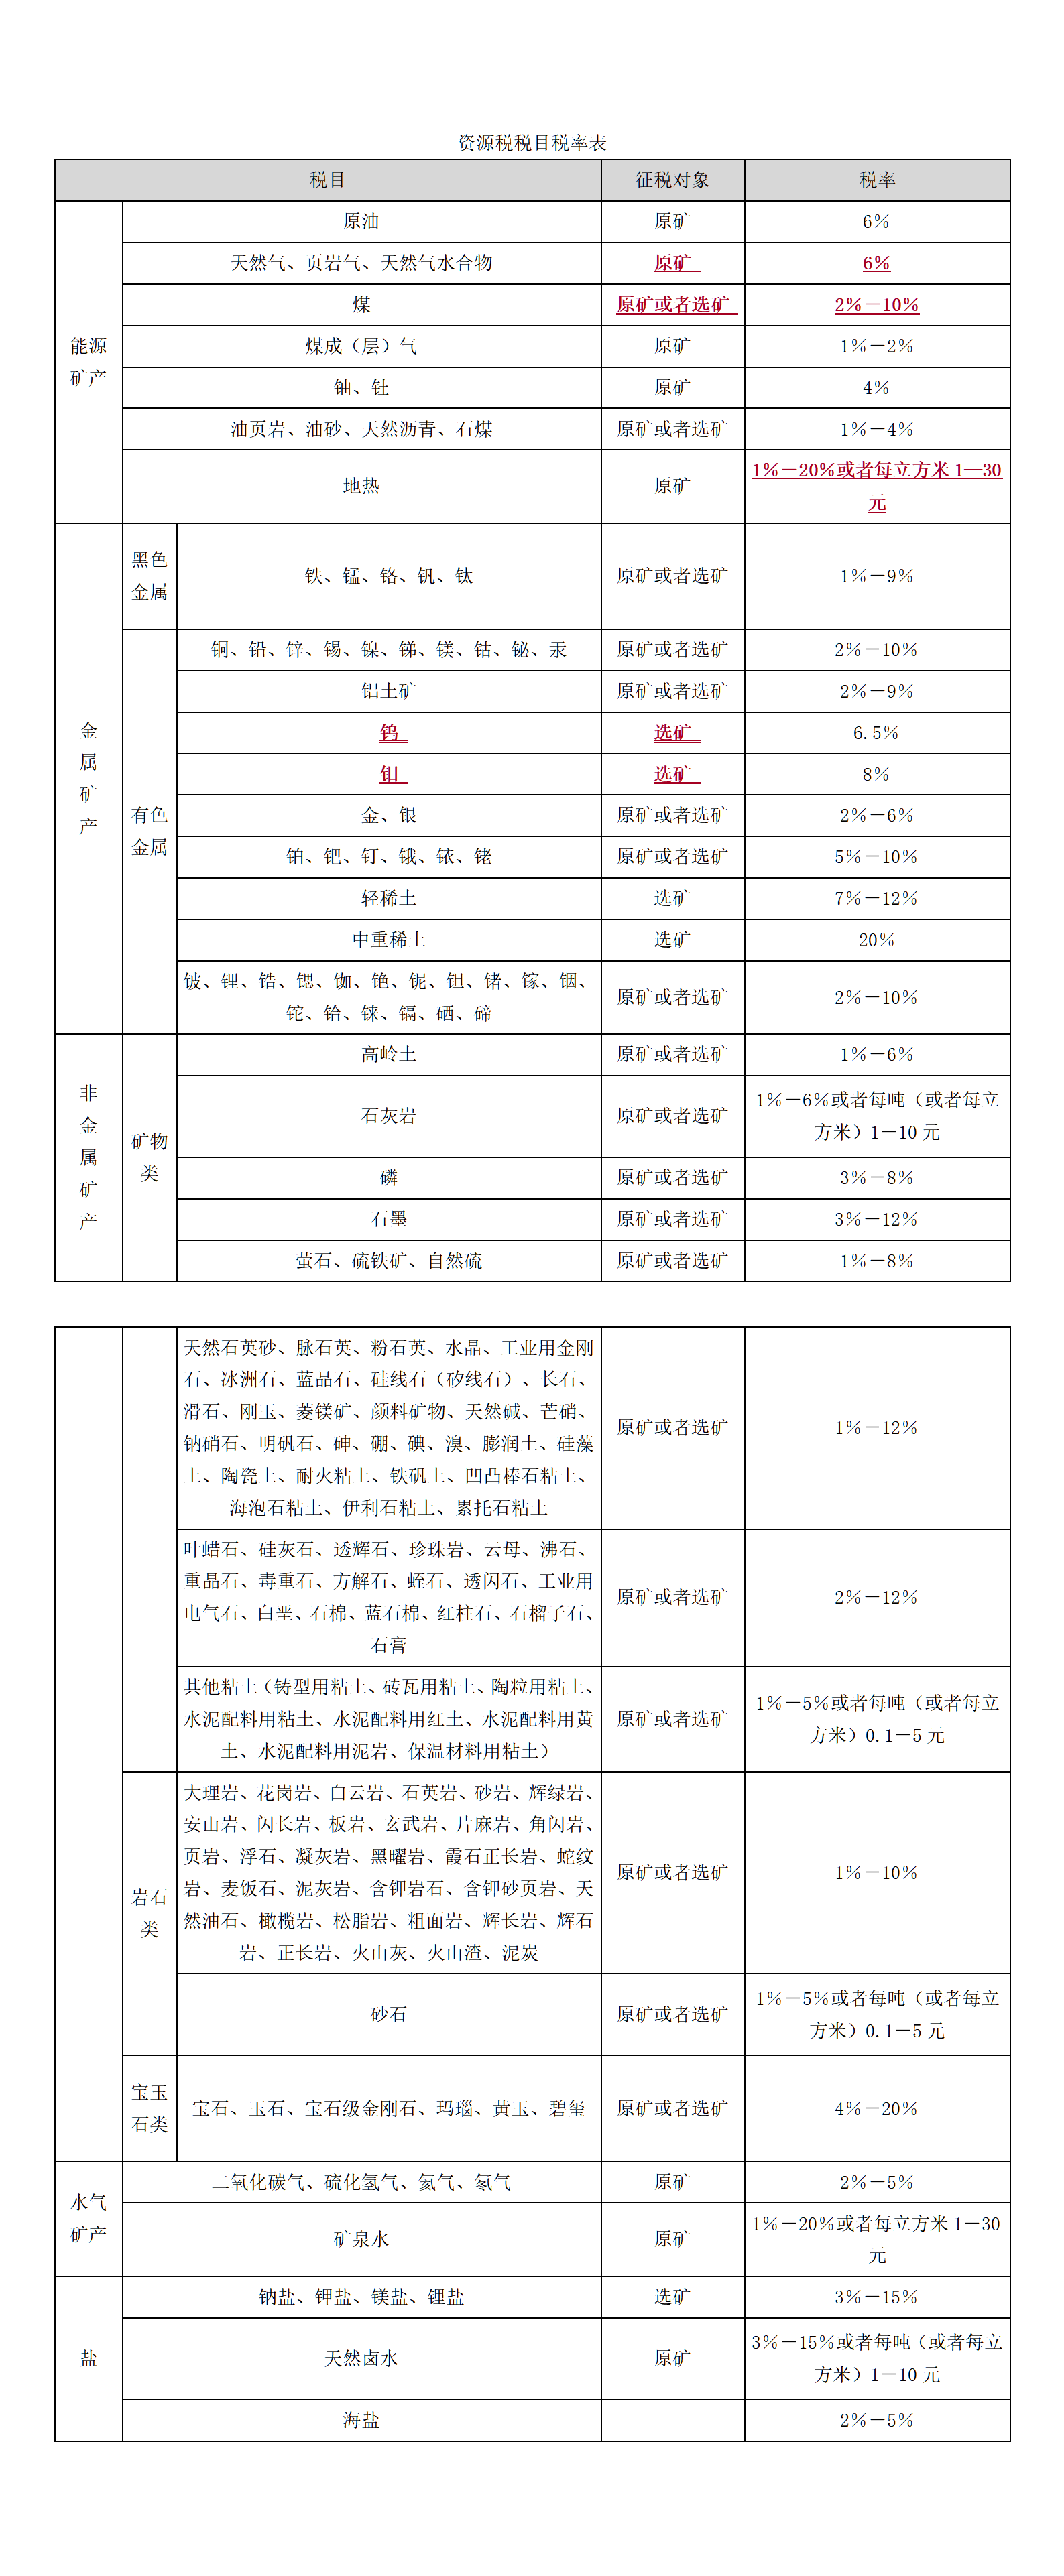 资源税税目税率表
税目
征税对象
税率
能源
矿产
原油
原矿
6%
天然气、页岩气、天然气水合物
原矿
6%
煤
原矿或者选矿
2%—10%
煤成（层）气
原矿
1%—2%
铀、钍
原矿
4%
油页岩、油砂、天然沥青、石煤
原矿或者选矿
1%—4%
地热
原矿
1%—20%或者每立方米 1—30
元
金
属
矿
产
黑色
金属
铁、锰、铬、钒、钛
原矿或者选矿
1%—9%
有色
金属
铜、铅、锌、锡、镍、锑、镁、钴、铋、汞
原矿或者选矿
2%—10%
铝土矿
原矿或者选矿
2%—9%
钨
选矿
6.5%
钼
选矿
8%
金、银
原矿或者选矿
2%—6%
铂、钯、钌、锇、铱、铑
原矿或者选矿
5%—10%
轻稀土
选矿
7%—12%
中重稀土
选矿
20%
铍、锂、锆、锶、铷、铯、铌、钽、锗、镓、铟、
铊、铪、铼、镉、硒、碲
原矿或者选矿
2%—10%
非
金
属
矿
产
矿物
类
高岭土
原矿或者选矿
1%—6%
石灰岩
原矿或者选矿
1%—6%或者每吨（或者每立
方米）1—10 元
磷
原矿或者选矿
3%—8%
石墨
原矿或者选矿
3%—12%
萤石、硫铁矿、自然硫
原矿或者选矿
1%—8%
天然石英砂、脉石英、粉石英、水晶、工业用金刚
石、冰洲石、蓝晶石、硅线石（矽线石）、长石、
滑石、刚玉、菱镁矿、颜料矿物、天然碱、芒硝、
钠硝石、明矾石、砷、硼、碘、溴、膨润土、硅藻
土、陶瓷土、耐火粘土、铁矾土、凹凸棒石粘土、
海泡石粘土、伊利石粘土、累托石粘土
原矿或者选矿
1%—12%
叶蜡石、硅灰石、透辉石、珍珠岩、云母、沸石、
重晶石、毒重石、方解石、蛭石、透闪石、工业用
电气石、白垩、石棉、蓝石棉、红柱石、石榴子石、
石膏
原矿或者选矿
2%—12%
其他粘土（铸型用粘土、砖瓦用粘土、陶粒用粘土、
水泥配料用粘土、水泥配料用红土、水泥配料用黄
土、水泥配料用泥岩、保温材料用粘土）
原矿或者选矿
1%—5%或者每吨（或者每立
方米）0.1—5 元
岩石
类
大理岩、花岗岩、白云岩、石英岩、砂岩、辉绿岩、
安山岩、闪长岩、板岩、玄武岩、片麻岩、角闪岩、
页岩、浮石、凝灰岩、黑曜岩、霞石正长岩、蛇纹
岩、麦饭石、泥灰岩、含钾岩石、含钾砂页岩、天
然油石、橄榄岩、松脂岩、粗面岩、辉长岩、辉石
岩、正长岩、火山灰、火山渣、泥炭
原矿或者选矿
1%—10%
砂石
原矿或者选矿
1%—5%或者每吨（或者每立
方米）0.1—5 元
宝玉
石类
宝石、玉石、宝石级金刚石、玛瑙、黄玉、碧玺
原矿或者选矿
4%—20%
水气
矿产
二氧化碳气、硫化氢气、氦气、氡气
原矿
2%—5%
矿泉水
原矿
1%—20%或者每立方米 1—30
元
盐
钠盐、钾盐、镁盐、锂盐
选矿
3%—15%
天然卤水
原矿
3%—15%或者每吨（或者每立
方米）1—10 元
海盐
2%—5%